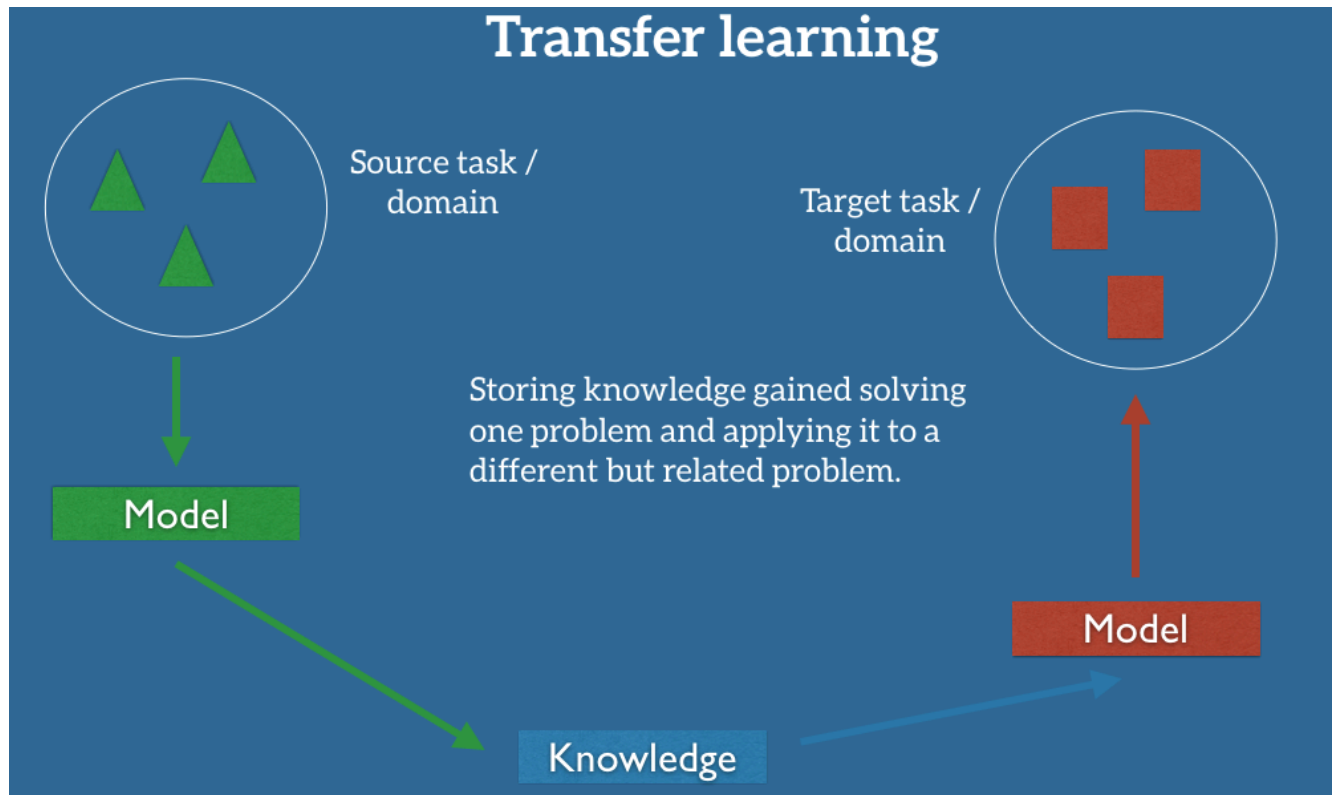 Transfer learning
Source task /
domain
Target task /
domain
Storing knowledge gained solving
one problem and applying it to a
different but related problem.
Model
Model
Knowledge